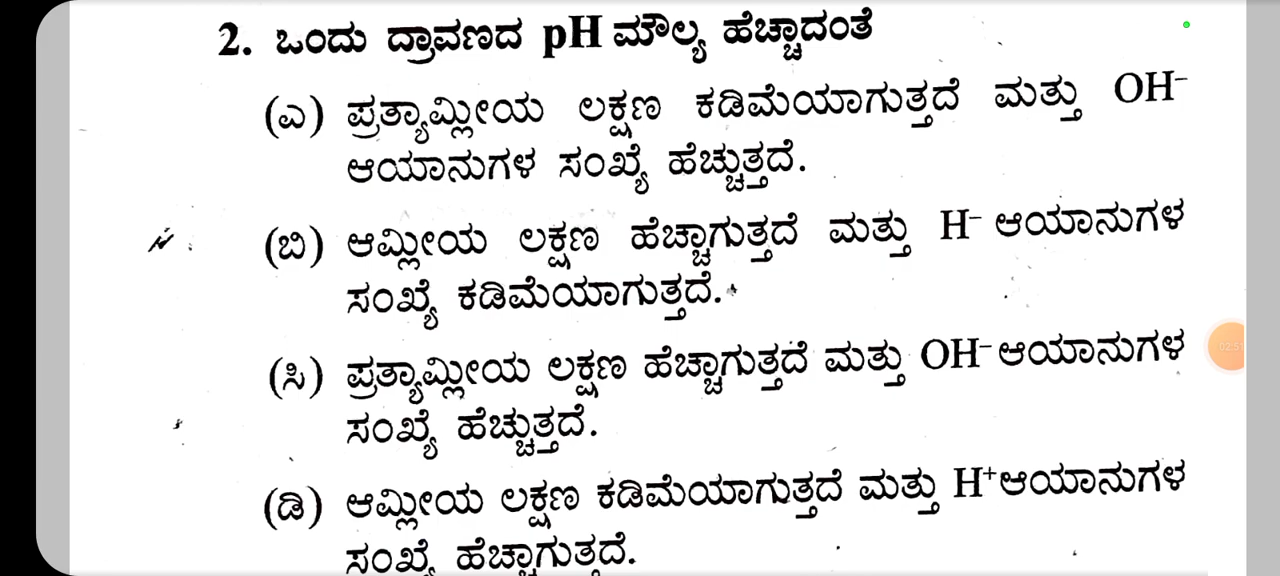 2. ಒಂದು ದ್ರಾವಣದ pH ಮೌಲ್ಯ ಹೆಚ್ಚಾದಂತೆ
(ಎ) ಪ್ರತ್ಯಾಮ್ಲೀಯ ಲಕ್ಷಣ ಕಡಿಮೆಯಾಗುತ್ತದೆ ಮತ್ತು OH⁻
ಆಯಾನುಗಳ ಸಂಖ್ಯೆ ಹೆಚ್ಚುತ್ತದೆ.
(ಬಿ) ಆಮ್ಲೀಯ ಲಕ್ಷಣ ಹೆಚ್ಚಾಗುತ್ತದೆ ಮತ್ತು H⁻ ಆಯಾನುಗಳ
ಸಂಖ್ಯೆ ಕಡಿಮೆಯಾಗುತ್ತದೆ.
(ಸಿ) ಪ್ರತ್ಯಾಮ್ಲೀಯ ಲಕ್ಷಣ ಹೆಚ್ಚಾಗುತ್ತದೆ ಮತ್ತು OH⁻ ಆಯಾನುಗಳ
ಸಂಖ್ಯೆ ಹೆಚ್ಚುತ್ತದೆ.
(ಡಿ) ಆಮ್ಲೀಯ ಲಕ್ಷಣ ಕಡಿಮೆಯಾಗುತ್ತದೆ ಮತ್ತು H⁺ ಆಯಾನುಗಳ
ಸಂಖ್ಯೆ ಹೆಚ್ಚಾಗುತ್ತದೆ.
02:51